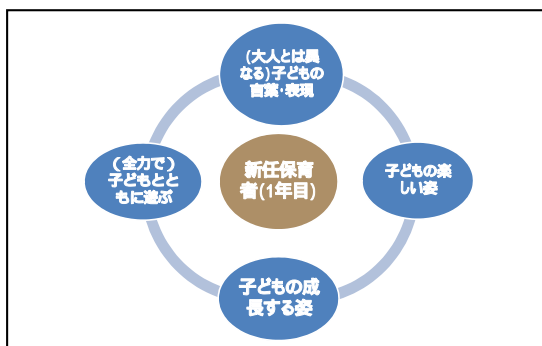 (大人とは異
なる)子どもの
言葉・表現
(全力で)
子どもとと
もに遊ぶ
新任保育
者(1年目)
子どもの楽
しい姿
子どもの成
長する姿